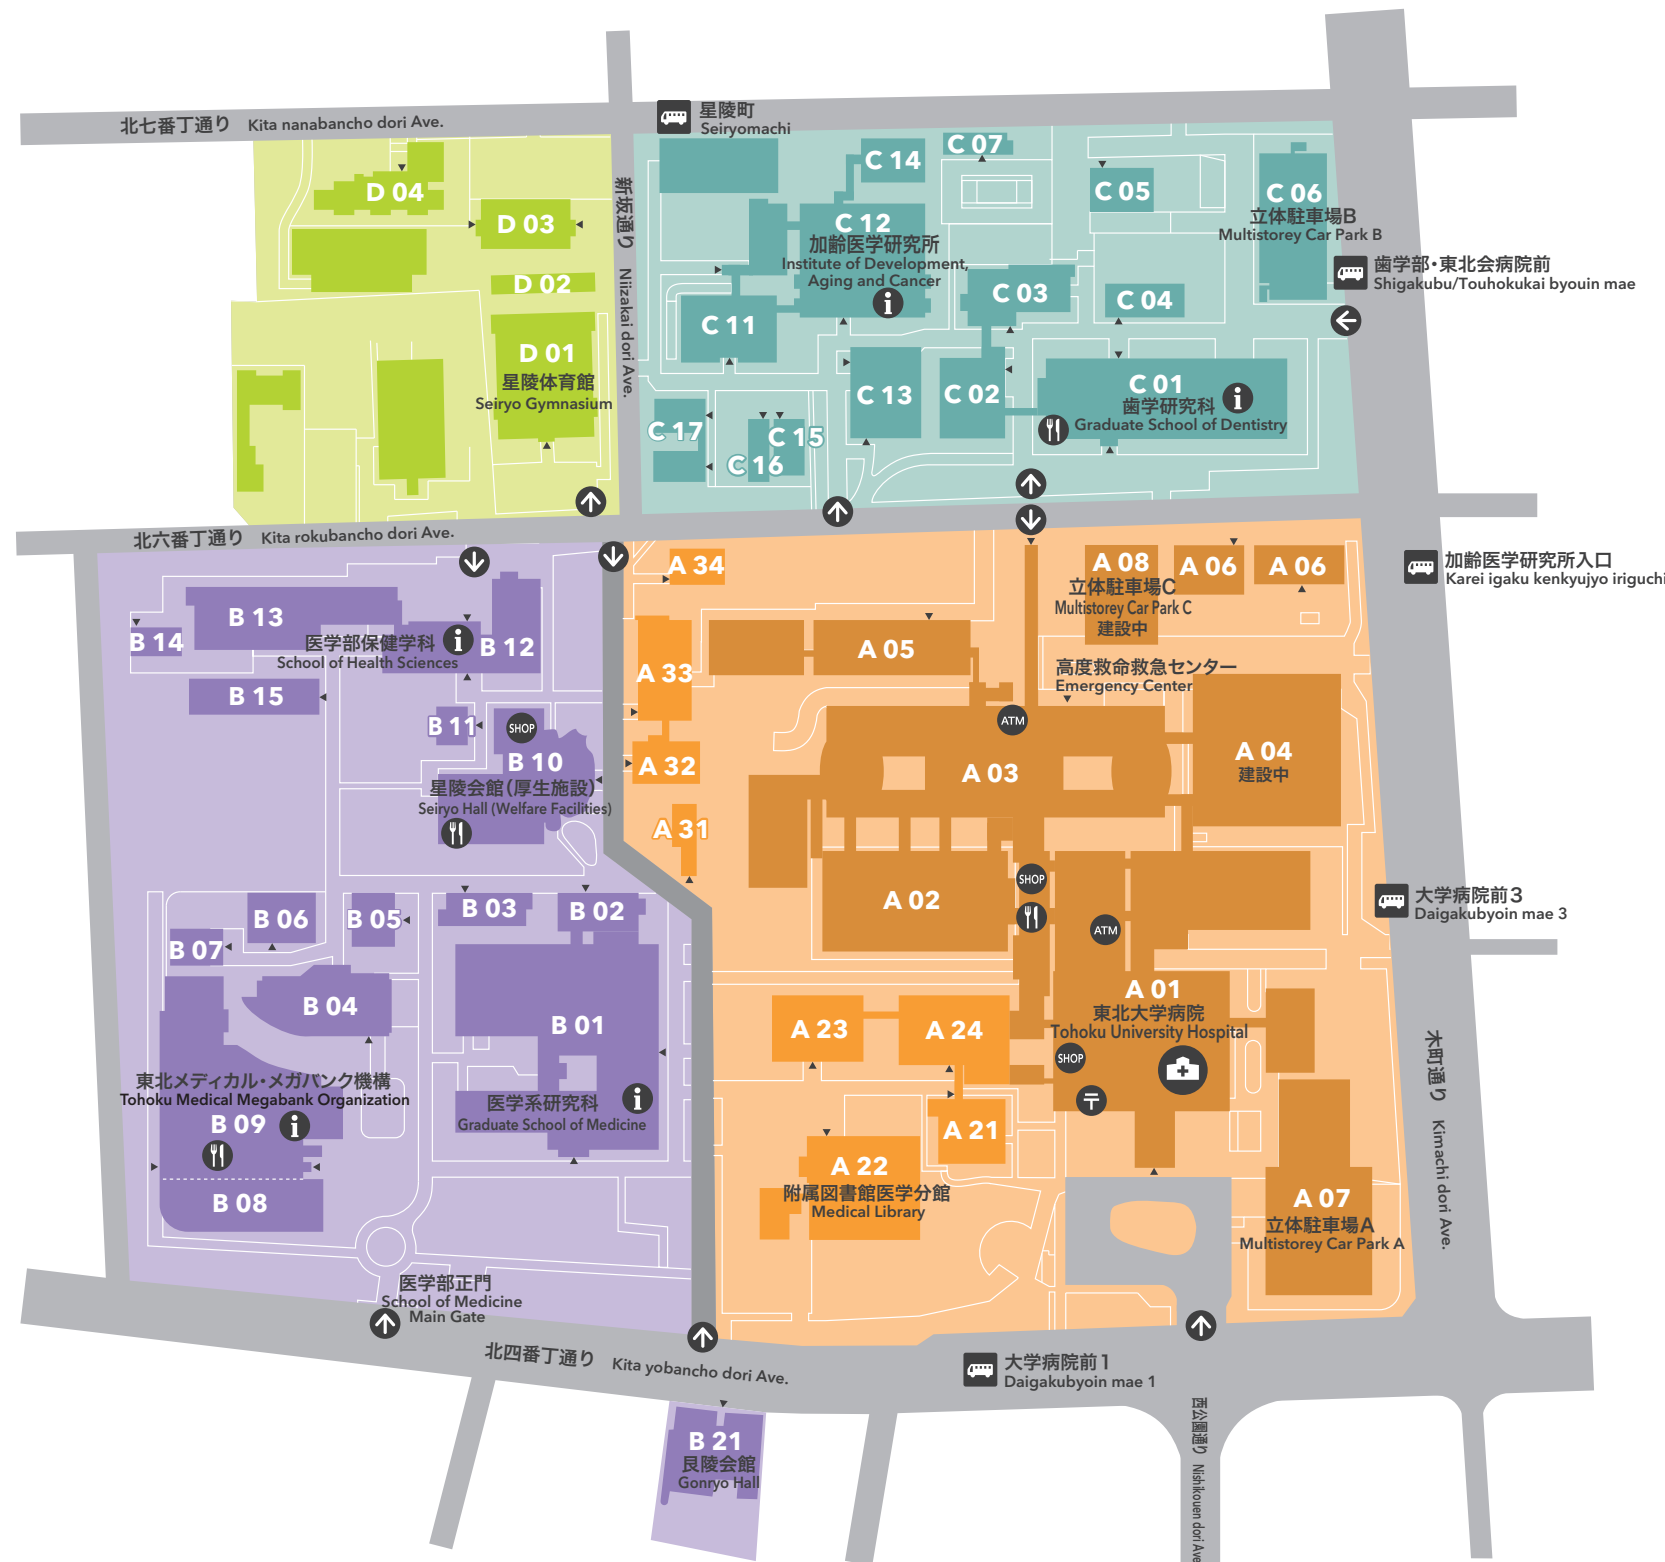 北七番丁通り Kita nanabancho dori Ave.
星陵町
Seiryomachi
新坂通り Niizakai dori Ave.
D 04
D 03
D 02
D 01
星陵体育館
Seiryo Gymnasium
C 14
C 07
C 05
C 06
立体駐車場B
Multistorey Car Park B
歯学部・東北会病院前
Shigakubu/Touhokukai byouin mae
C 12
加齢医学研究所
Institute of Development,
Aging and Cancer
C 03
C 04
C 11
C 13
C 02
C 01
歯学研究科
Graduate School of Dentistry
C 17
C 15
C 16
北六番丁通り Kita rokubancho dori Ave.
加齢医学研究所入口
Karei igaku kenkyujyo iriguchi
A 34
A 08
立体駐車場C
Multistorey Car Park C
建設中
A 06
A 06
B 13
B 14
医学部保健学科
School of Health Sciences
B 12
B 15
B 11
SHOP
B 10
星陵会館(厚生施設)
Seiryo Hall (Welfare Facilities)
A 33
A 32
A 31
A 05
高度救命救急センター
Emergency Center
ATM
A 03
A 04
建設中
A 02
SHOP
ATM
大学病院前3
Daigakubyoin mae 3
B 06
B 05
B 03
B 02
B 07
B 04
B 01
医学系研究科
Graduate School of Medicine
東北メディカル・メガバンク機構
Tohoku Medical Megabank Organization
B 09
B 08
A 23
A 24
A 01
東北大学病院
Tohoku University Hospital
SHOP
〒
A 21
A 22
附属図書館医学分館
Medical Library
A 07
立体駐車場A
Multistorey Car Park A
木町通り Kimachi dori Ave.
医学部正門
School of Medicine
Main Gate
北四番丁通り Kita yobancho dori Ave.
大学病院前1
Daigakubyoin mae 1
西公園通り Nishikouen dori Ave
B 21
艮陵会館
Gonryo Hall